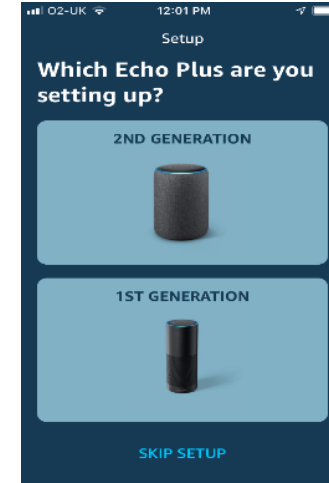 O2-UK 12:01 PM
Setup
Which Echo Plus are you
setting up?
2ND GENERATION
1ST GENERATION
SKIP SETUP